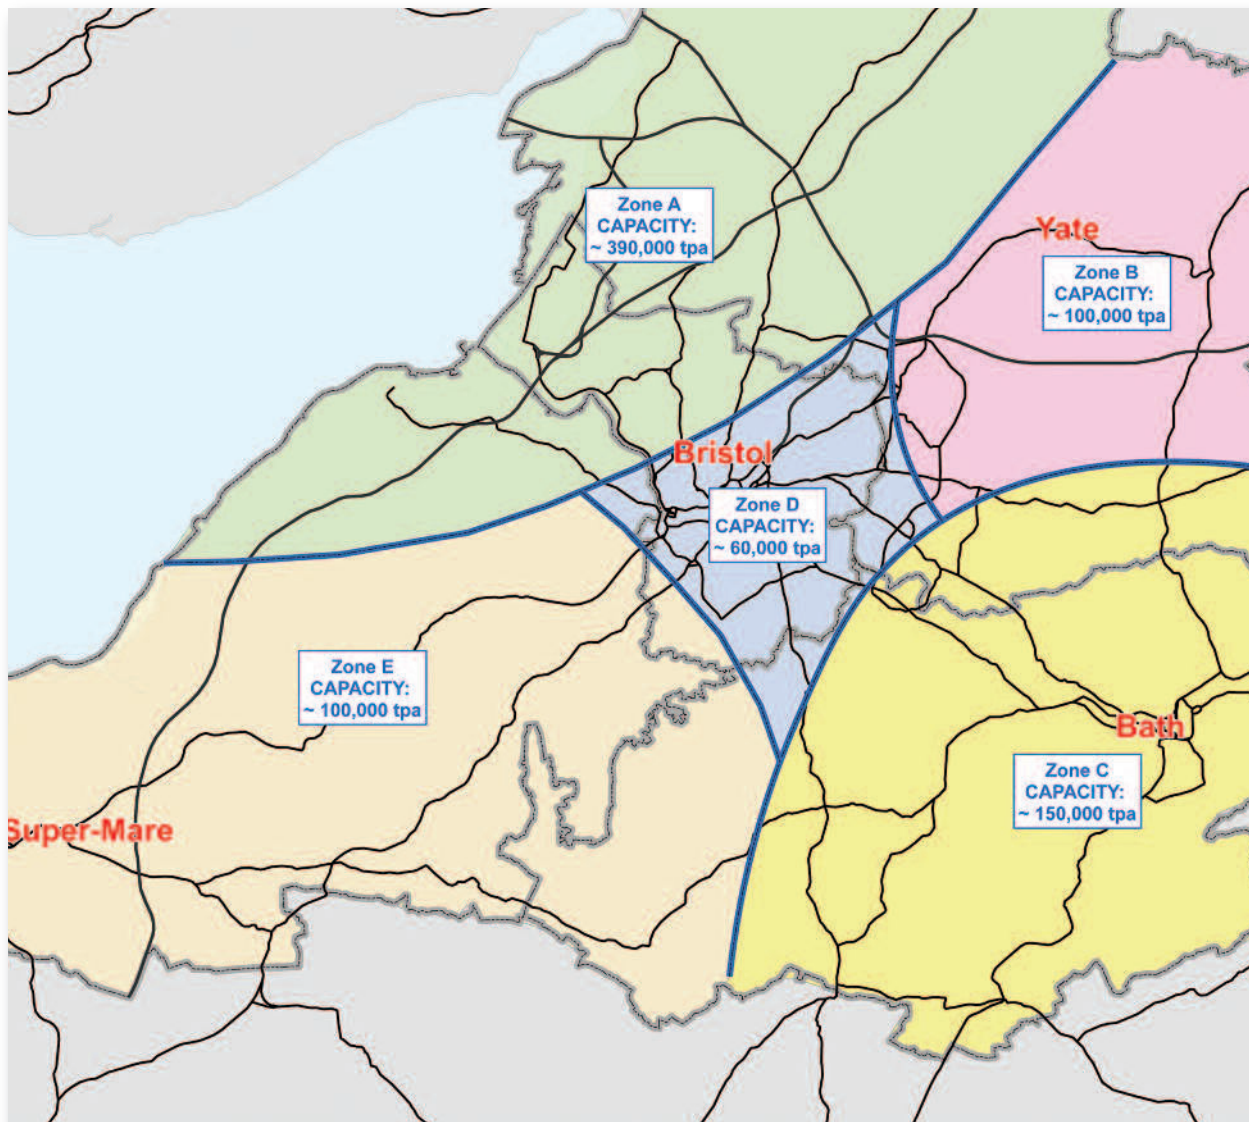 Zone A
CAPACITY:
~ 390,000 tpa
Yate
Zone B
CAPACITY:
~ 100,000 tpa
Bristol
Zone D
CAPACITY:
~ 60,000 tpa
Zone E
CAPACITY:
~ 100,000 tpa
Bath
Zone C
CAPACITY:
~ 150,000 tpa
Super-Mare